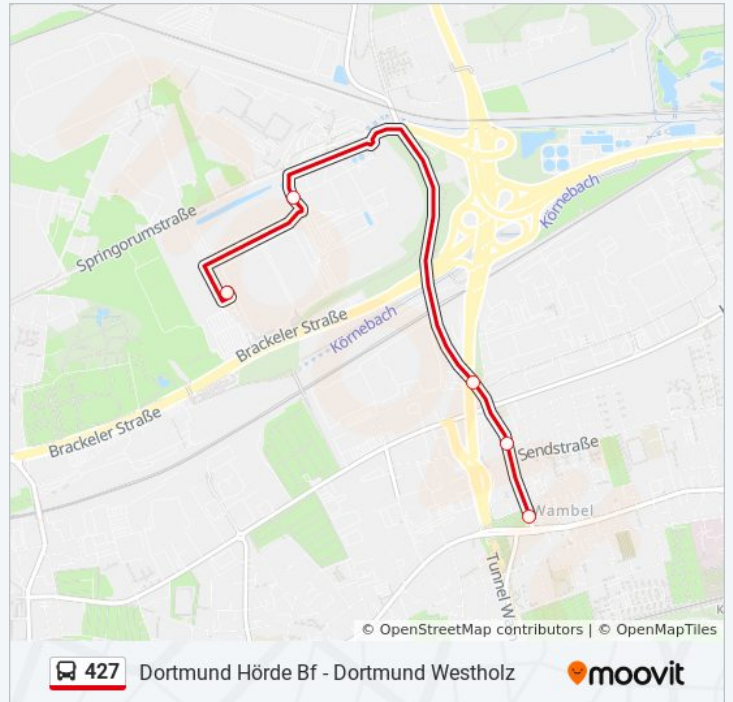 Körnebach
Springorumstraße
Brackeler Straße
Körnebach
Brackeler Straße
Sendstraße
Wambel
Tunnel W
K
© OpenStreetMap contributors | © OpenMapTiles
427 Dortmund Hörde Bf - Dortmund Westholz moovit